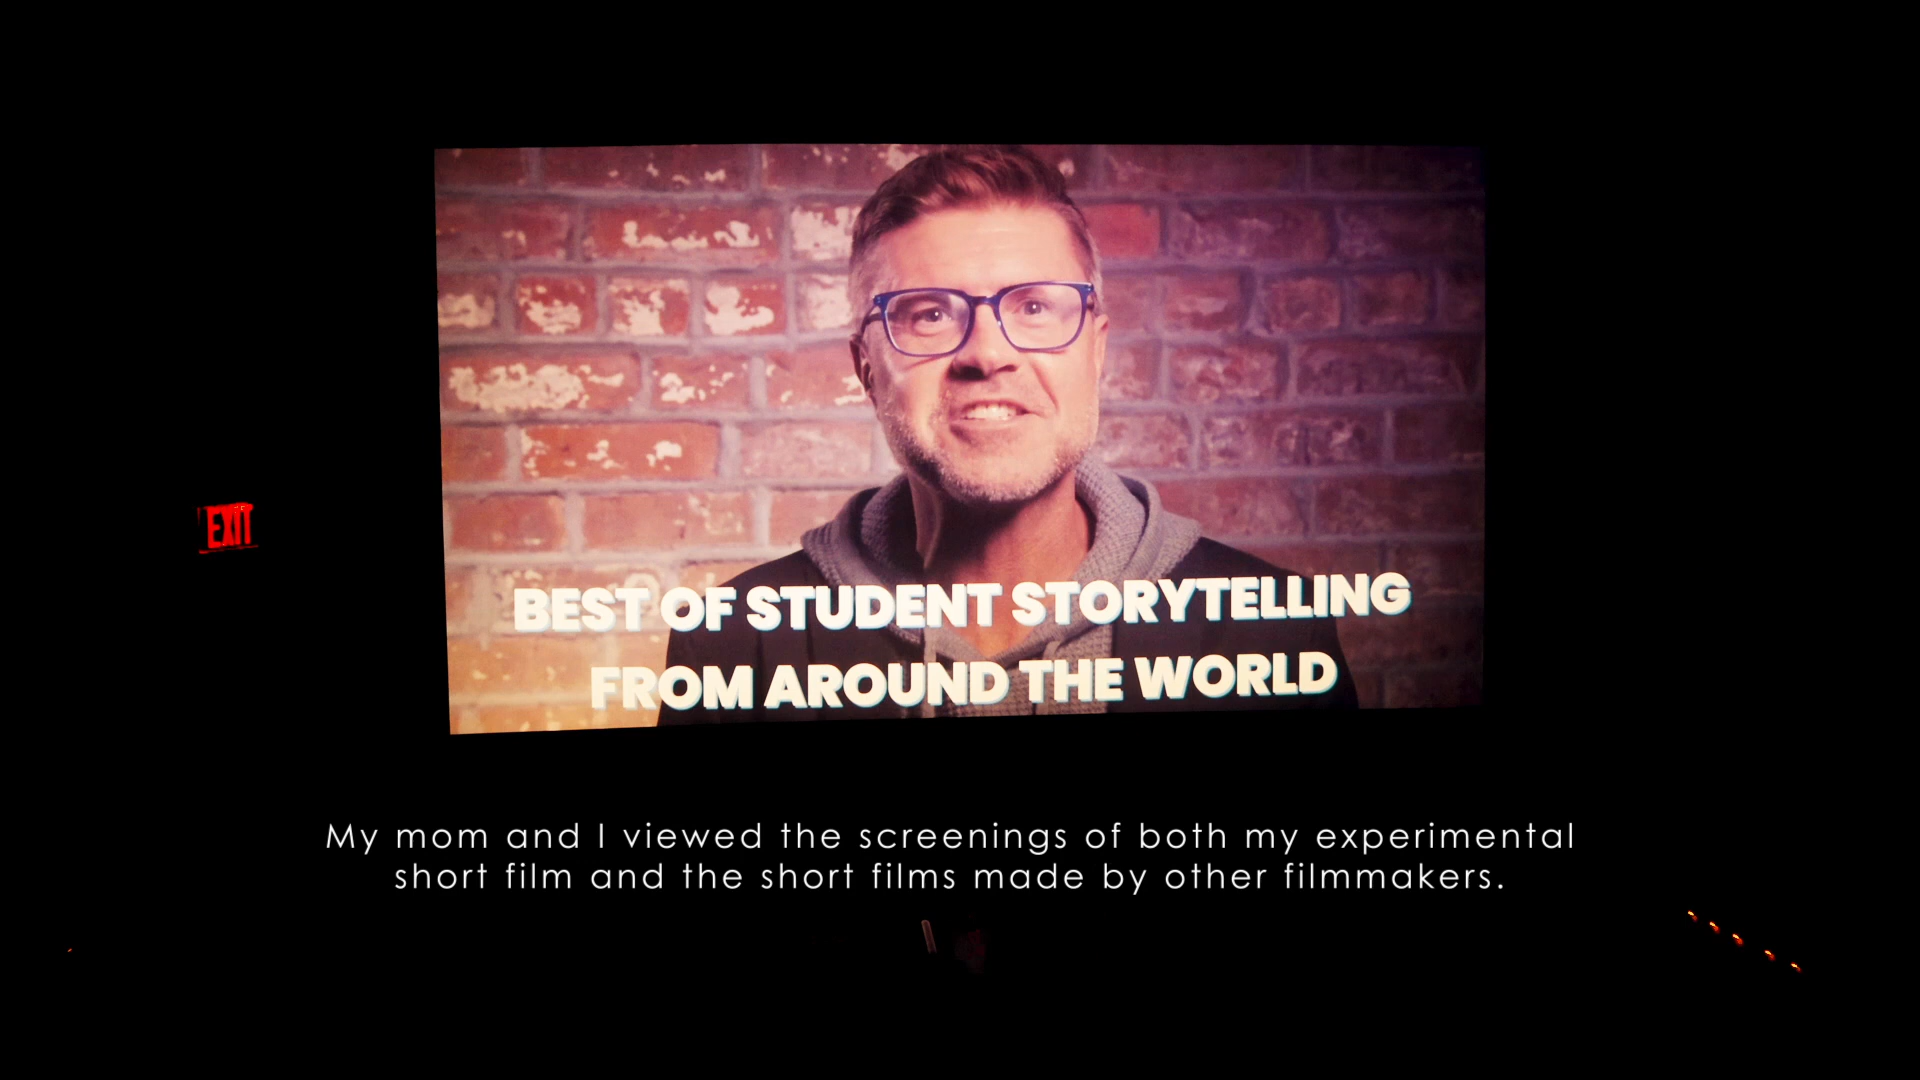 EXIT
BEST OF STUDENT STORYTELLING
FROM AROUND THE WORLD
My mom and I viewed the screenings of both my experimental
short film and the short films made by other filmmakers.